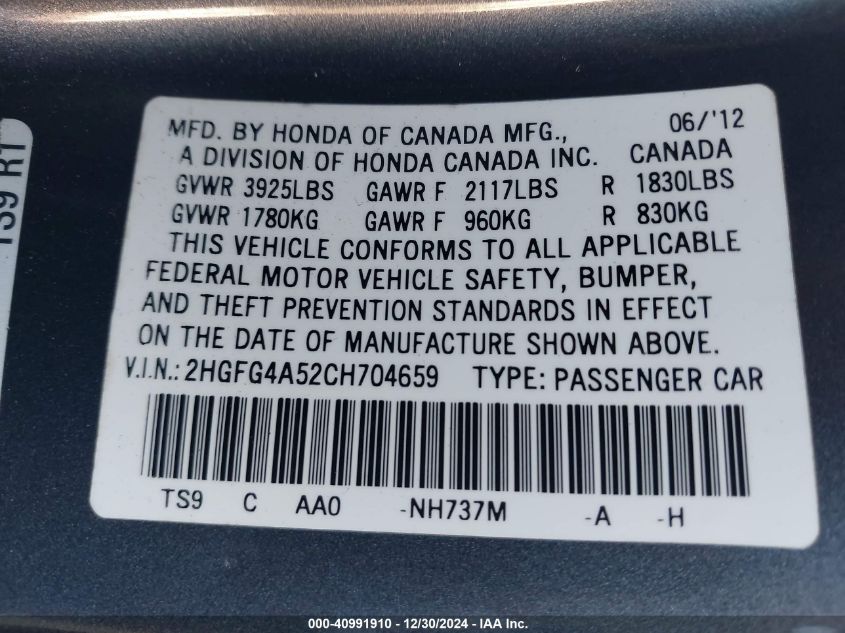 MFD. BY HONDA OF CANADA MFG., 06/'12
A DIVISION OF HONDA CANADA INC. CANADA
GVWR 3925LBS GAWR F 2117LBS R 1830LBS
GVWR 1780KG GAWR F 960KG R 830KG
THIS VEHICLE CONFORMS TO ALL APPLICABLE
FEDERAL MOTOR VEHICLE SAFETY, BUMPER,
AND THEFT PREVENTION STANDARDS IN EFFECT
ON THE DATE OF MANUFACTURE SHOWN ABOVE.
V.I.N.: 2HGFG4A52CH704659 TYPE: PASSENGER CAR
TS9 C AA0 -NH737M -A -H
TS9 R1
000-40991910 - 12/30/2024 - IAA Inc.